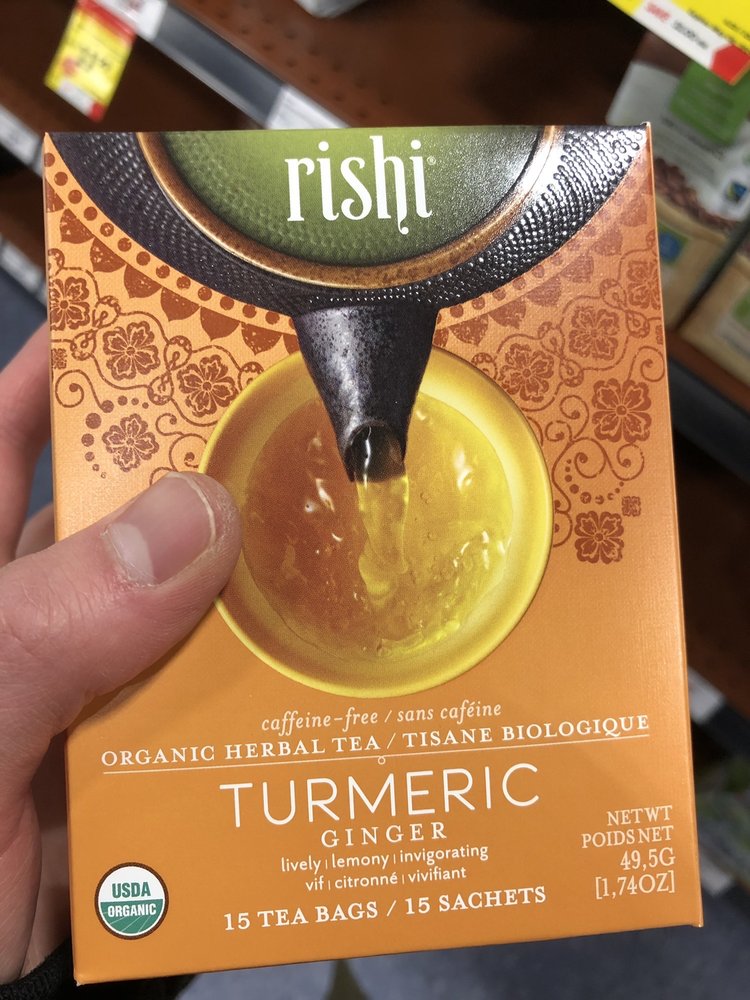 rishi®
caffeine-free / sans caféine
ORGANIC HERBAL TEA / TISANE BIOLOGIQUE
TURMERIC
GINGER
lively | lemony | invigorating
vif | citronné | vivifiant
15 TEA BAGS / 15 SACHETS
NET WT
POIDS NET
49,5G
[1,74OZ]
USDA
ORGANIC